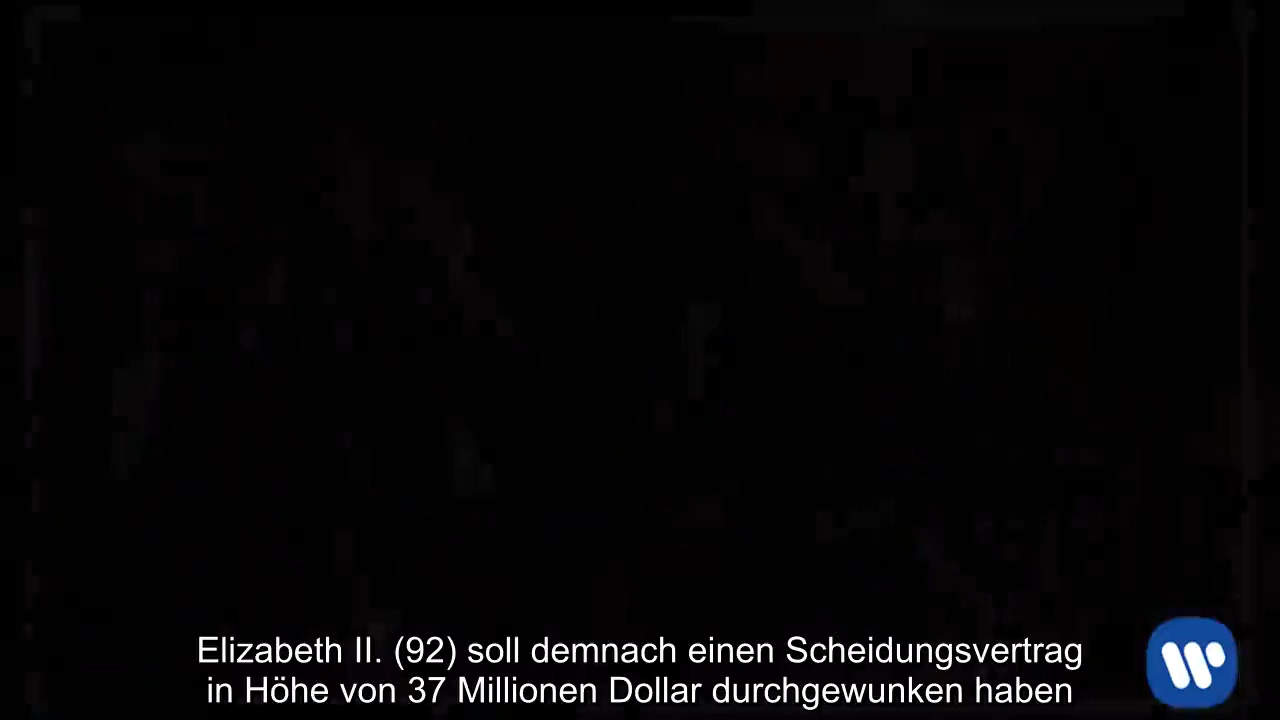 Elizabeth II. (92) soll demnach einen Scheidungsvertrag
in Höhe von 37 Millionen Dollar durchgewunken haben